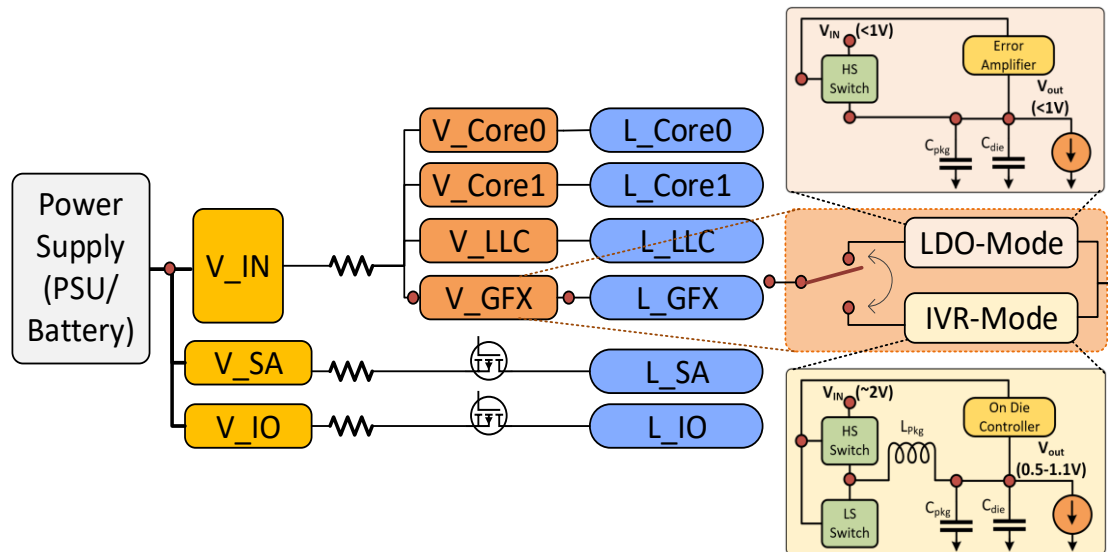 Power
Supply
(PSU/
Battery)
V_IN
V_SA
V_IO
V_Core0
V_Core1
V_LLC
V_GFX
L_Core0
L_Core1
L_LLC
L_GFX
L_SA
L_IO
VIN (<1V)
HS
Switch
Error
Amplifier
Vout
(<1V)
Cpkg
Cdie
LDO-Mode
IVR-Mode
VIN (~2V)
HS
Switch
LS
Switch
LPkg
On Die
Controller
Vout
(0.5-1.1V)
Cpkg
Cdie